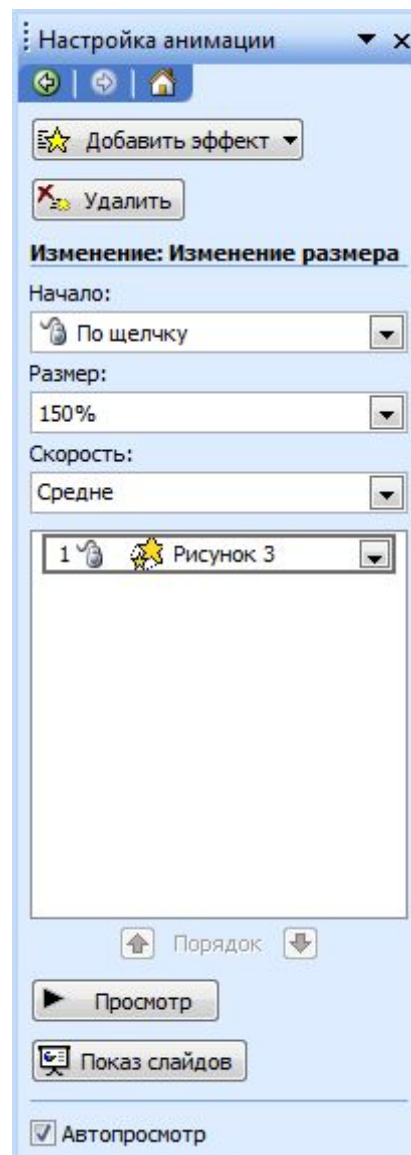 Настройка анимации
Добавить эффект
Удалить
Изменение: Изменение размера
Начало:
По щелчку
Размер:
150%
Скорость:
Средне
1 Рисунок 3
Порядок
Просмотр
Показ слайдов
Автопросмотр